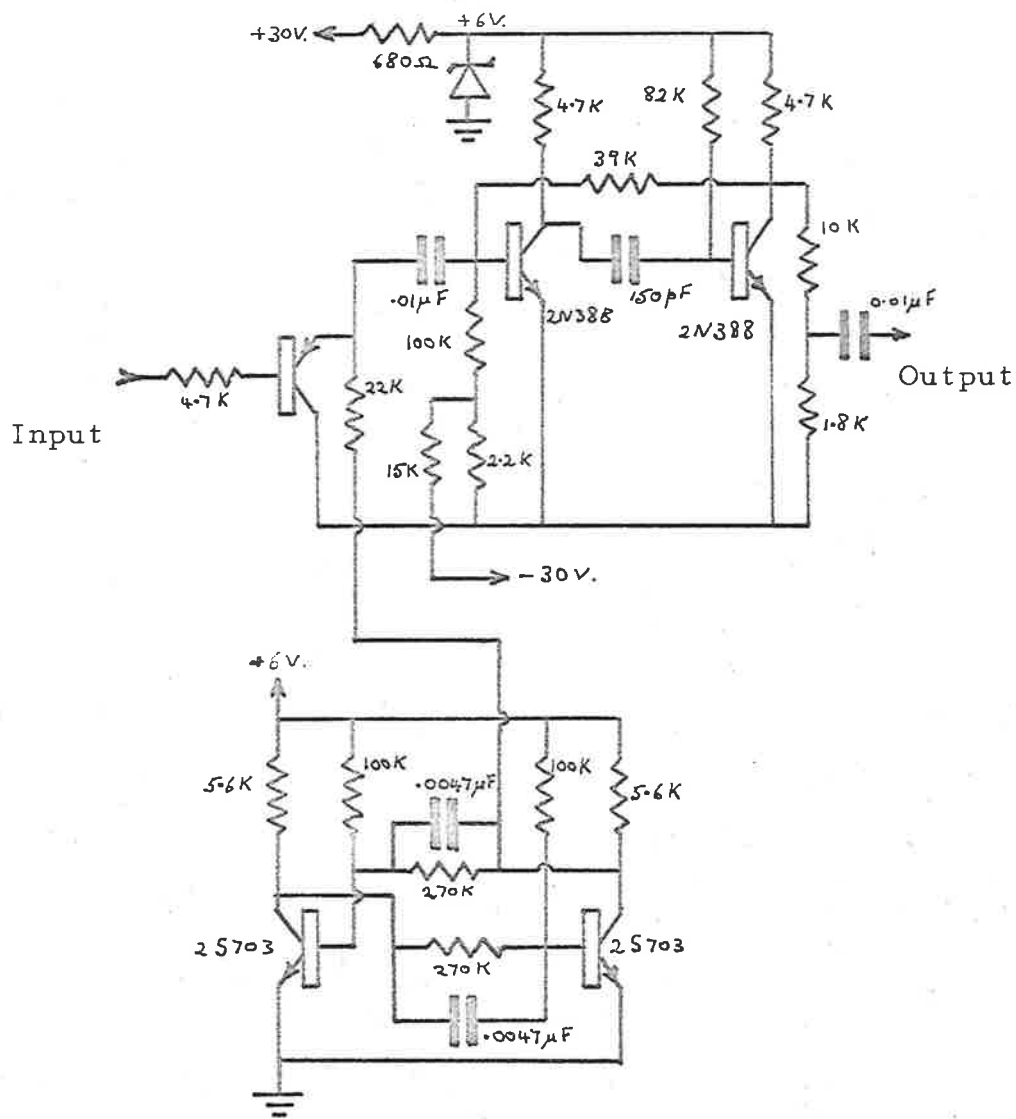 +30V.
680Ω
+6V.
4.7K
82K
4.7K
39K
10K
.01µF
150pF
2N388
2N388
0.01µF
100K
Output
4.7K
22K
1.8K
Input
15K
2.2K
-30V.
+6V.
5.6K
100K
.0047µF
100K
5.6K
270K
2S703
270K
2S703
.0047µF